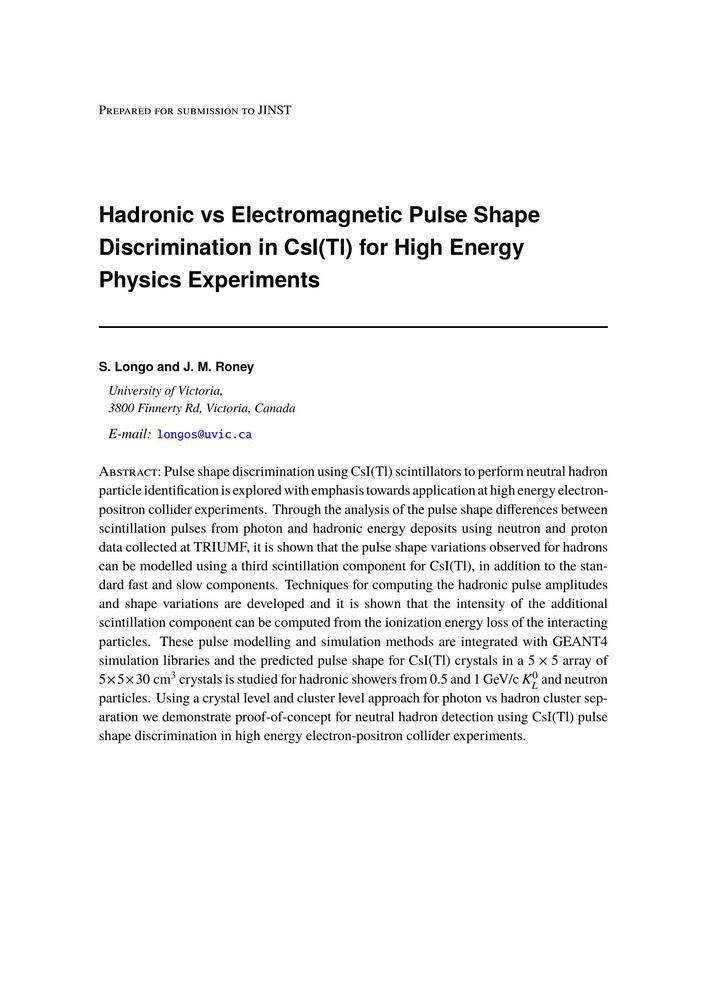 Prepared for submission to JINST
Hadronic vs Electromagnetic Pulse Shape
Discrimination in CsI(Tl) for High Energy
Physics Experiments
S. Longo and J. M. Roney
University of Victoria,
3800 Finnerty Rd, Victoria, Canada
E-mail: longos@uvic.ca
Abstract: Pulse shape discrimination using CsI(Tl) scintillators to perform neutral hadron
particle identification is explored with emphasis towards application at high energy electron-
positron collider experiments. Through the analysis of the pulse shape differences between
scintillation pulses from photon and hadronic energy deposits using neutron and proton
data collected at TRIUMF, it is shown that the pulse shape variations observed for hadrons
can be modelled using a third scintillation component for CsI(Tl), in addition to the stan-
dard fast and slow components. Techniques for computing the hadronic pulse amplitudes
and shape variations are developed and it is shown that the intensity of the additional
scintillation component can be computed from the ionization energy loss of the interacting
particles. These pulse modelling and simulation methods are integrated with GEANT4
simulation libraries and the predicted pulse shape for CsI(Tl) crystals in a 5 × 5 array of
5×5×30 cm³ crystals is studied for hadronic showers from 0.5 and 1 GeV/c K⁰_L and neutron
particles. Using a crystal level and cluster level approach for photon vs hadron cluster sep-
aration we demonstrate proof-of-concept for neutral hadron detection using CsI(Tl) pulse
shape discrimination in high energy electron-positron collider experiments.